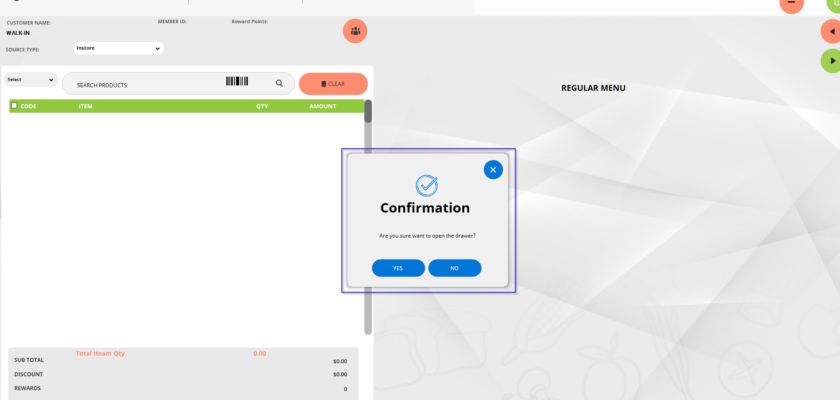 CUSTOMER NAME:
MEMBER ID:
Reward Points:
WALK-IN
SOURCE TYPE:
Instore
Select
SEARCH PRODUCTS
CLEAR
REGULAR MENU
CODE
ITEM
QTY
AMOUNT
Confirmation
Are you sure want to open the drawer?
YES
NO
Total Iteam Qty
0.00
SUB TOTAL
$0.00
DISCOUNT
$0.00
REWARDS
0